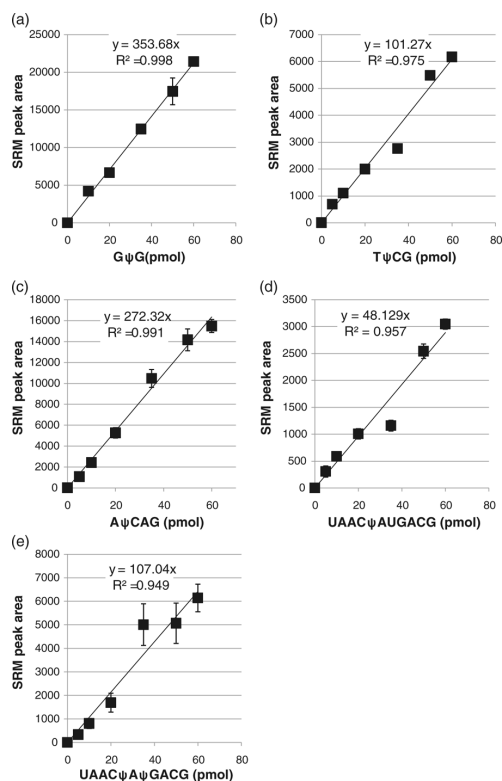 (a)
y = 353.68x
R² = 0.998
SRM peak area
25000
20000
15000
10000
5000
0
0 20 40 60 80
GψG(pmol)
(b)
y = 101.27x
R² = 0.975
SRM peak area
7000
6000
5000
4000
3000
2000
1000
0
0 20 40 60 80
TψCG (pmol)
(c)
y = 272.32x
R² =0.991
SRM peak area
18000
16000
14000
12000
10000
8000
6000
4000
2000
0
0 20 40 60 80
AψCAG (pmol)
(d)
y = 48.129x
R² = 0.957
SRM peak area
3500
3000
2500
2000
1500
1000
500
0
0 20 40 60 80
UAACψAUGACG (pmol)
(e)
y = 107.04x
R² =0.949
SRM peak area
8000
7000
6000
5000
4000
3000
2000
1000
0
0 20 40 60 80
UAACψAψGACG (pmol)